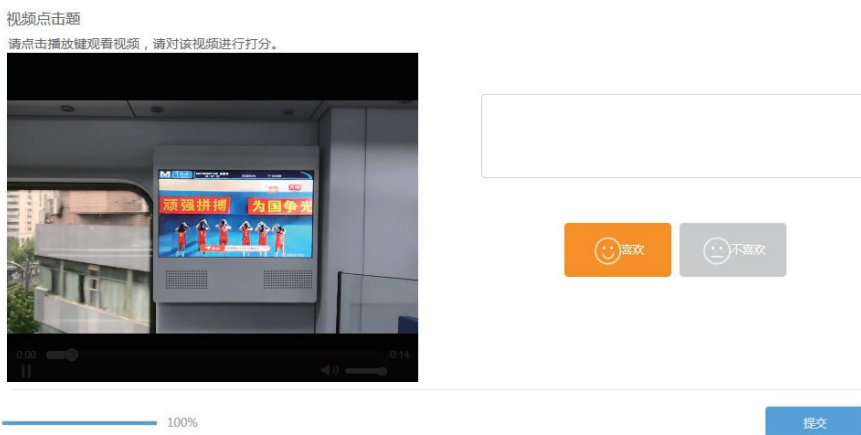 视频点击题
请点击播放键观看视频，请对该视频进行打分。
顽强拼搏 为国争光
喜欢
不喜欢
0:00
-0:14
100%
提交